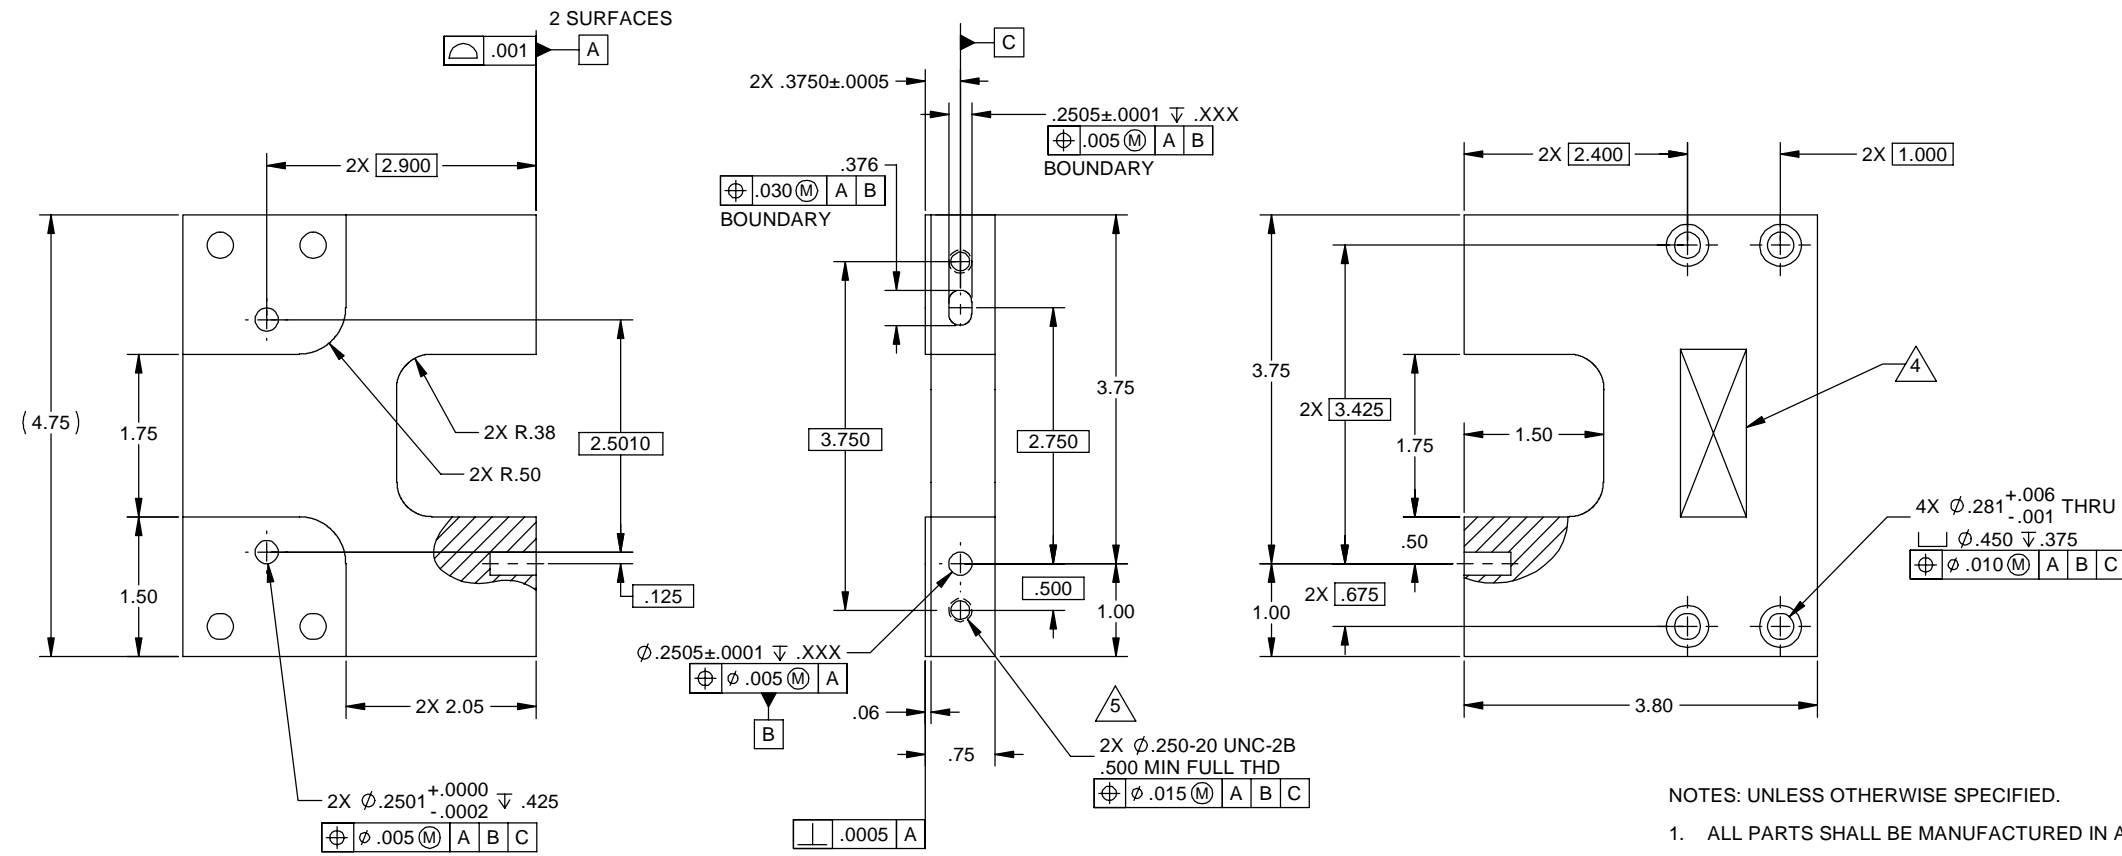 2 SURFACES
⌓ .001
A
2X 2.900
(4.75)
1.75
1.50
2X R.38
2X R.50
2.5010
.125
2X 2.05
2X ⌀.2501 +.0000 -.0002 ↧ .425
⌖ ⌀ .005 Ⓜ A B C
C
2X .3750±.0005
.2505±.0001 ↧ .XXX
⌖ .005 Ⓜ A B
BOUNDARY
.376
⌖ .030 Ⓜ A B
BOUNDARY
3.75
3.750
2.750
.500
1.00
⌀.2505±.0001 ↧ .XXX
⌖ ⌀ .005 Ⓜ A
B
.06
.75
5
2X ⌀.250-20 UNC-2B
.500 MIN FULL THD
⌖ ⌀ .015 Ⓜ A B C
⊥ .0005 A
2X 2.400
2X 1.000
3.75
2X 3.425
1.75
1.50
4
.50
2X .675
1.00
3.80
4X ⌀.281 +.006 -.001 THRU
⌴ ⌀.450 ↧.375
⌖ ⌀ .010 Ⓜ A B C
NOTES: UNLESS OTHERWISE SPECIFIED.
1. ALL PARTS SHALL BE MANUFACTURED IN A